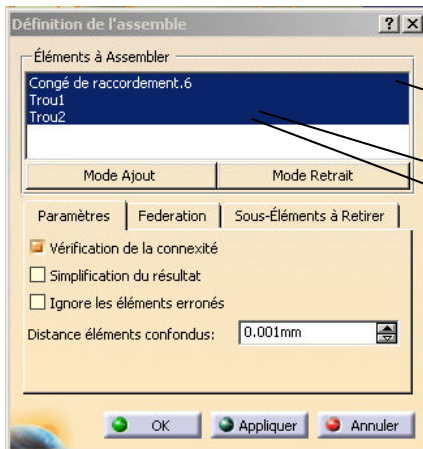 Définition de l'assemble
Éléments à Assembler
Congé de raccordement.6
Trou1
Trou2
Mode Ajout Mode Retrait
Paramètres Federation Sous-Éléments à Retirer
Vérification de la connexité
Simplification du résultat
Ignore les éléments erronés
Distance éléments confondus: 0.001mm
OK Appliquer Annuler